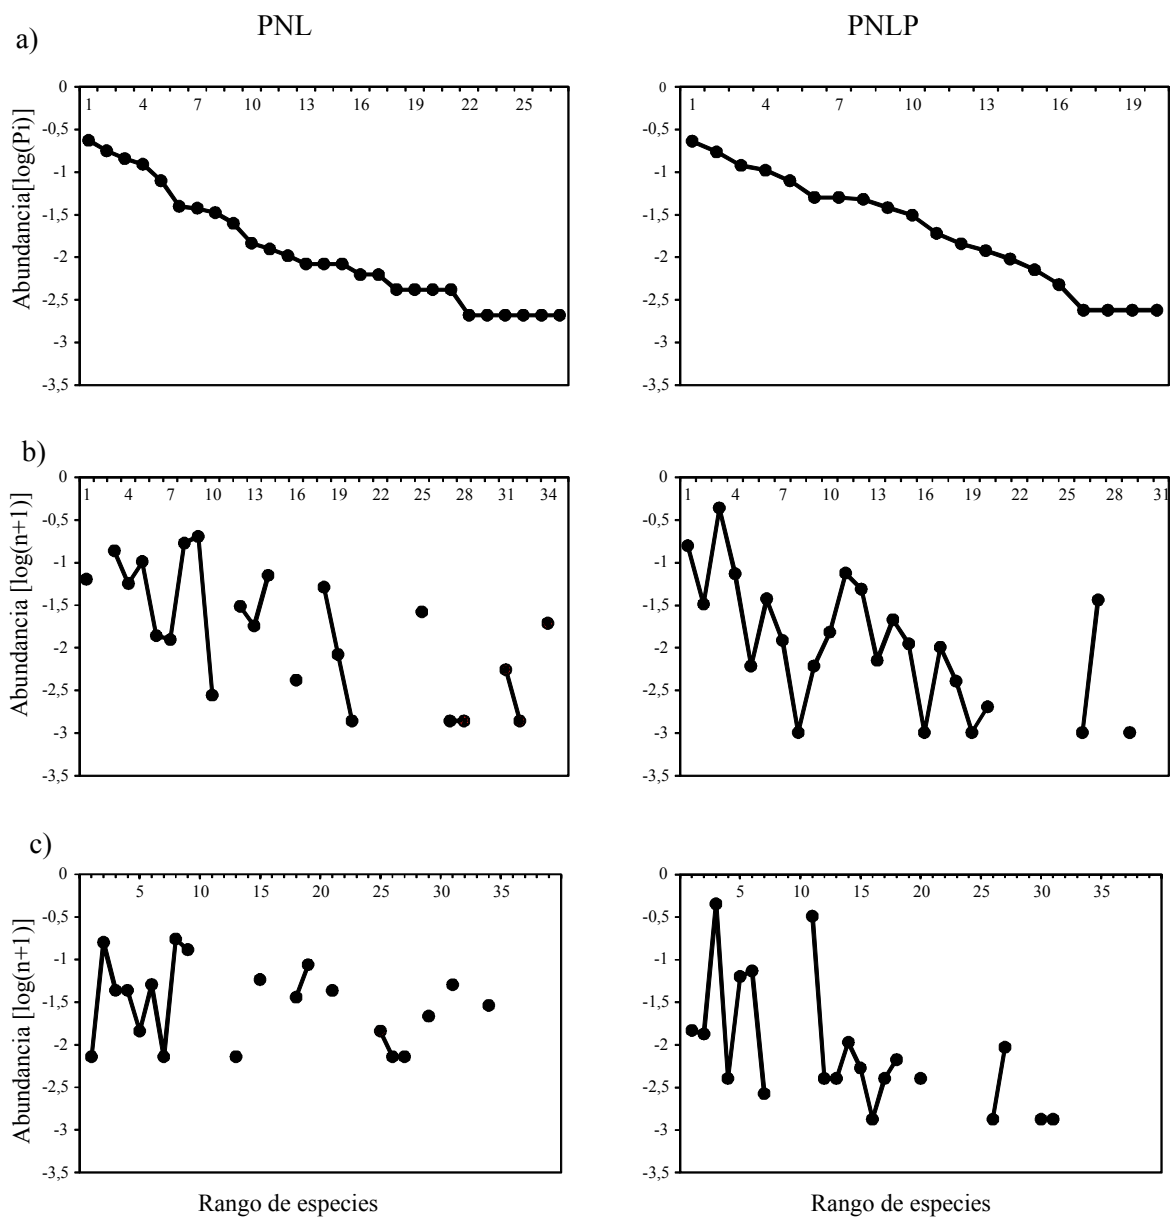 PNL PNLP
a)
0 0
1 4 7 10 13 16 19 22 25 1 4 7 10 13 16 19
-0,5 -0,5
-1 -1
-1,5 -1,5
-2 -2
-2,5 -2,5
-3 -3
-3,5 -3,5
Abundancia[log(Pi)]
b)
0 0
1 4 7 10 13 16 19 22 25 28 31 34 1 4 7 10 13 16 19 22 25 28 31
-0,5 -0,5
-1 -1
-1,5 -1,5
-2 -2
-2,5 -2,5
-3 -3
-3,5 -3,5
Abundancia [log(n+1)]
c)
0 0
5 10 15 20 25 30 35 5 10 15 20 25 30 35
-0,5 -0,5
-1 -1
-1,5 -1,5
-2 -2
-2,5 -2,5
-3 -3
-3,5 -3,5
Abundancia [log(n+1)]
Rango de especies Rango de especies